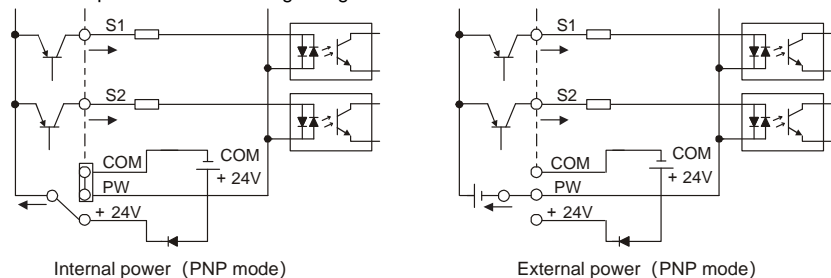 S1
S2
COM
PW
+ 24V
COM
+ 24V
Internal power (PNP mode)
S1
S2
COM
PW
+ 24V
COM
+ 24V
External power (PNP mode)